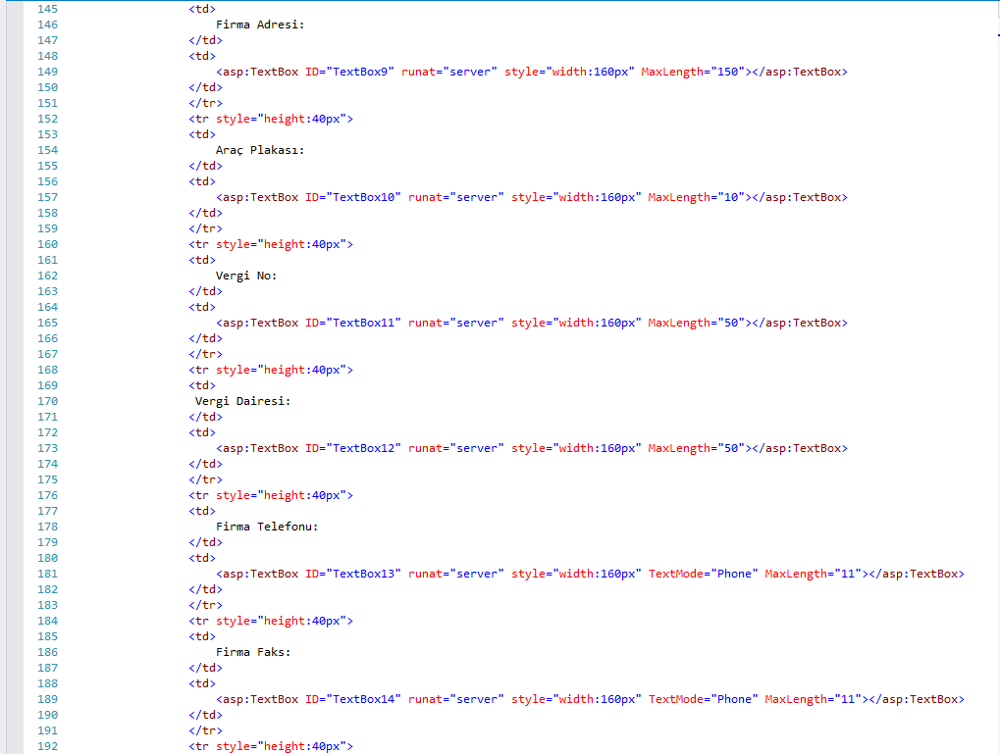 145 <td>
146 Firma Adresi:
147 </td>
148 <td>
149 <asp:TextBox ID="TextBox9" runat="server" style="width:160px" MaxLength="150"></asp:TextBox>
150 </td>
151 </tr>
152 <tr style="height:40px">
153 <td>
154 Araç Plakası:
155 </td>
156 <td>
157 <asp:TextBox ID="TextBox10" runat="server" style="width:160px" MaxLength="10"></asp:TextBox>
158 </td>
159 </tr>
160 <tr style="height:40px">
161 <td>
162 Vergi No:
163 </td>
164 <td>
165 <asp:TextBox ID="TextBox11" runat="server" style="width:160px" MaxLength="50"></asp:TextBox>
166 </td>
167 </tr>
168 <tr style="height:40px">
169 <td>
170 Vergi Dairesi:
171 </td>
172 <td>
173 <asp:TextBox ID="TextBox12" runat="server" style="width:160px" MaxLength="50"></asp:TextBox>
174 </td>
175 </tr>
176 <tr style="height:40px">
177 <td>
178 Firma Telefonu:
179 </td>
180 <td>
181 <asp:TextBox ID="TextBox13" runat="server" style="width:160px" TextMode="Phone" MaxLength="11"></asp:TextBox>
182 </td>
183 </tr>
184 <tr style="height:40px">
185 <td>
186 Firma Faks:
187 </td>
188 <td>
189 <asp:TextBox ID="TextBox14" runat="server" style="width:160px" TextMode="Phone" MaxLength="11"></asp:TextBox>
190 </td>
191 </tr>
192 <tr style="height:40px">